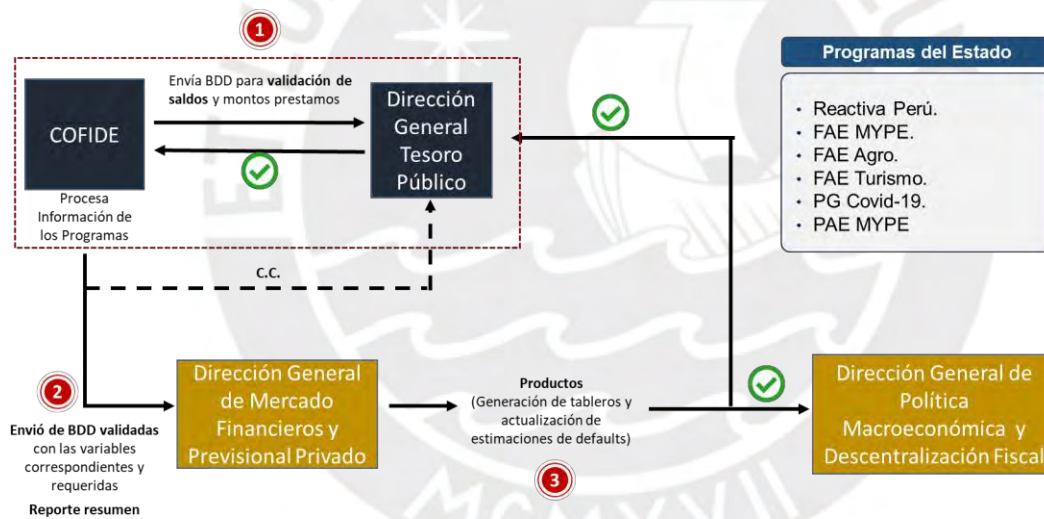 1
Envía BDD para validación de
saldos y montos prestamos
COFIDE
Dirección
General
Tesoro
Público
Procesa
Información de
los Programas
Programas del Estado
• Reactiva Perú.
• FAE MYPE.
• FAE Agro.
• FAE Turismo.
• PG Covid-19.
• PAE MYPE
C.C.
2
Envió de BDD validadas
con las variables
correspondientes y
requeridas
Reporte resumen
Dirección General
de Mercado
Financieros y
Previsional Privado
Productos
(Generación de tableros y
actualización de
estimaciones de defaults)
3
Dirección General de
Política
Macroeconómica y
Descentralización Fiscal
MCMXVII